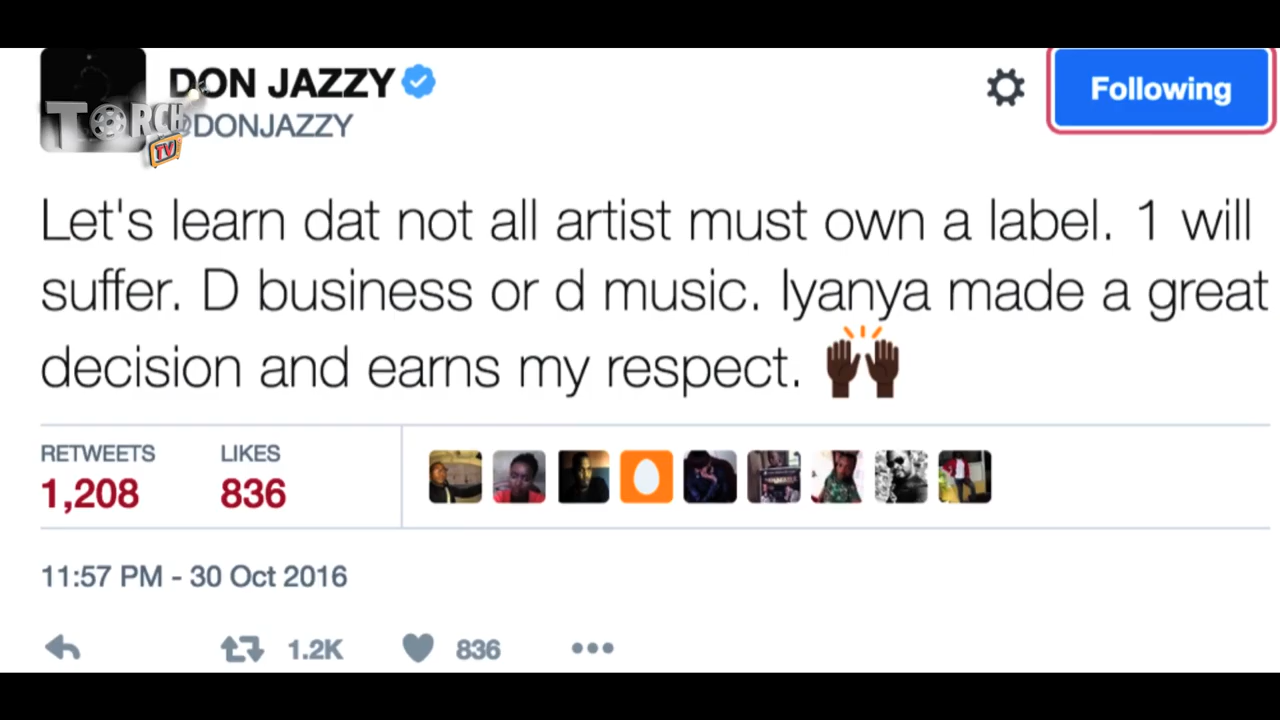 DON JAZZY
TORCH
TV
@DONJAZZY
Following
Let's learn dat not all artist must own a label. 1 will
suffer. D business or d music. Iyanya made a great
decision and earns my respect. 🙌🏿
RETWEETS
LIKES
1,208
836
11:57 PM - 30 Oct 2016
1.2K
836